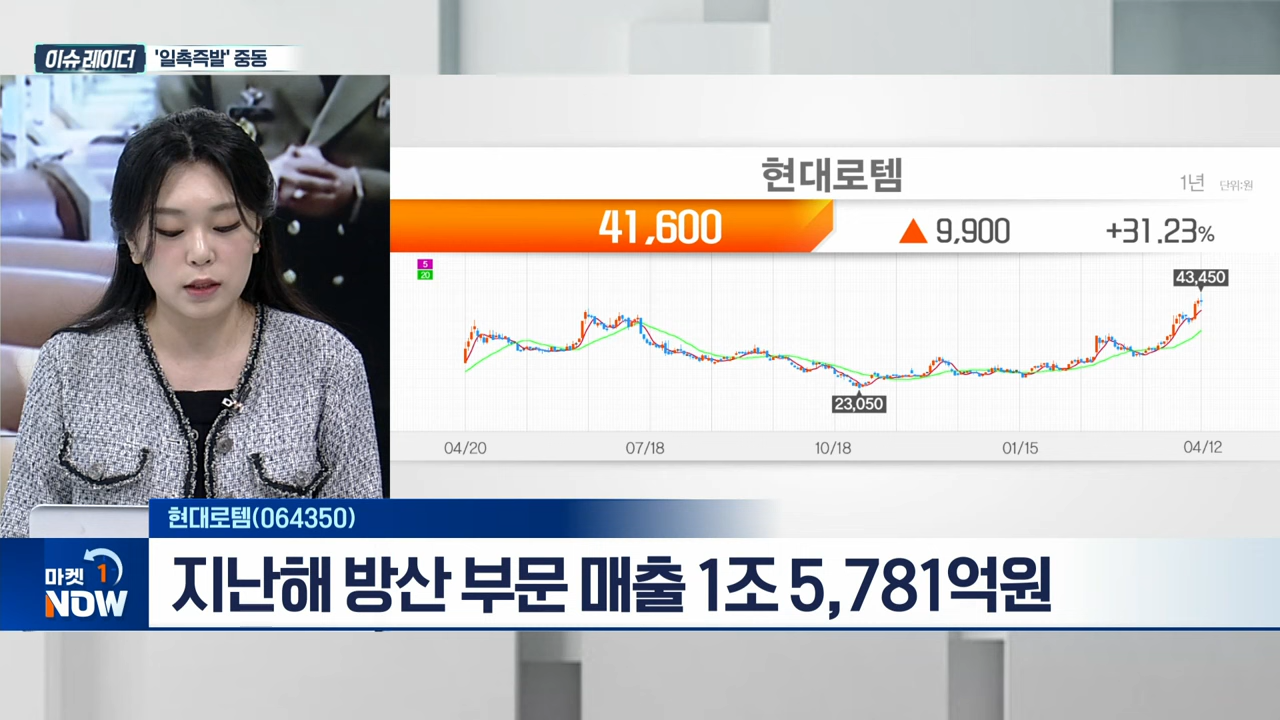 이슈레이더 '일촉즉발' 중동
현대로템
1년 단위:원
41,600 ▲ 9,900 +31.23%
5
20
43,450
23,050
04/20 07/18 10/18 01/15 04/12
현대로템(064350)
마켓 1
NOW
지난해 방산 부문 매출 1조 5,781억원